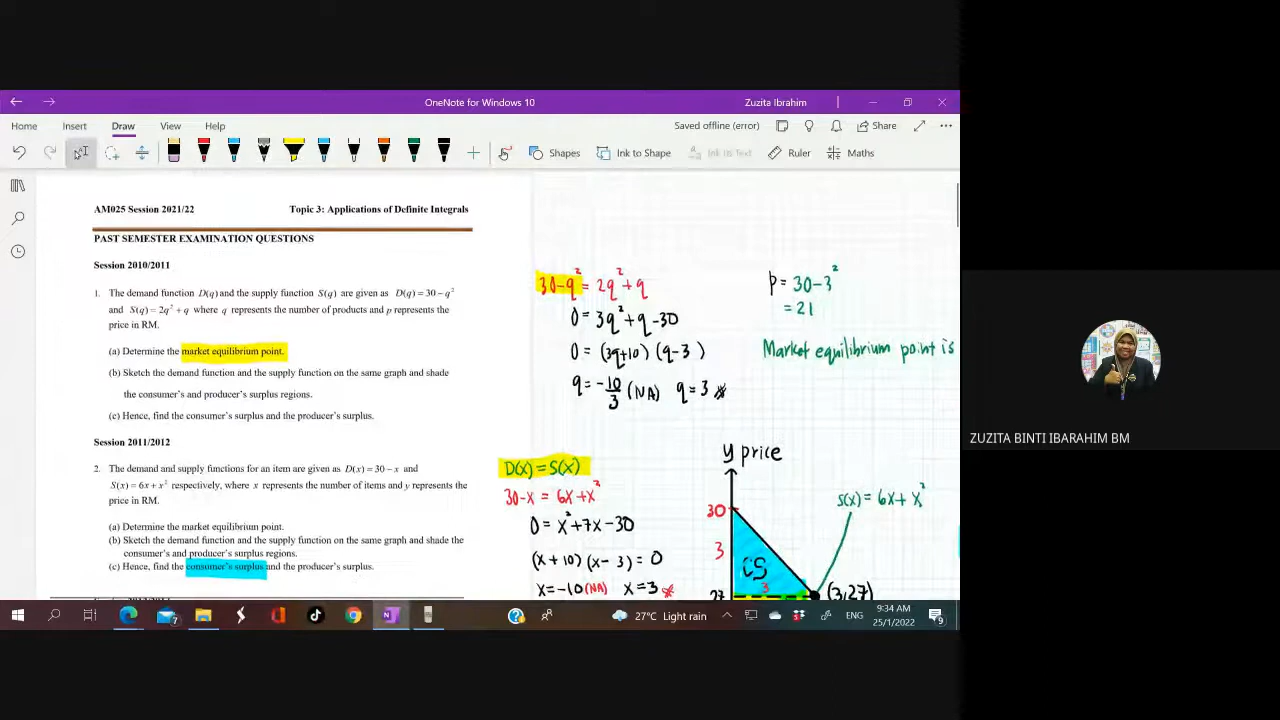 OneNote for Windows 10
Zuzita Ibrahim
Home Insert Draw View Help
Saved offline (error)
Share
Shapes
Ink to Shape
Ink to Text
Ruler
Maths
AM025 Session 2021/22
Topic 3: Applications of Definite Integrals
PAST SEMESTER EXAMINATION QUESTIONS
Session 2010/2011
1. The demand function D(q) and the supply function S(q) are given as D(q) = 30 − q²
and S(q) = 2q² + q where q represents the number of products and p represents the
price in RM.
(a) Determine the market equilibrium point.
(b) Sketch the demand function and the supply function on the same graph and shade
the consumer's and producer's surplus regions.
(c) Hence, find the consumer's surplus and the producer's surplus.
Session 2011/2012
2. The demand and supply functions for an item are given as D(x) = 30 − x and
S(x) = 6x + x² respectively, where x represents the number of items and y represents the
price in RM.
(a) Determine the market equilibrium point.
(b) Sketch the demand function and the supply function on the same graph and shade the
consumer's and producer's surplus regions.
(c) Hence, find the consumer's surplus and the producer's surplus.
30-q² = 2q² + q
0 = 3q² + q - 30
0 = (3q+10) (q-3)
q = -10/3 (NA) q = 3
p = 30-3²
= 21
Market equilibrium point is
D(x) = S(x)
30-x = 6x + x²
0 = x² + 7x - 30
(x + 10) (x - 3) = 0
x = -10 (NA) x = 3
y price
30
3
CS
3
27
S(x) = 6x + x²
(3,27)
ZUZITA BINTI IBARAHIM BM
7
27°C Light rain
ENG
9:34 AM
25/1/2022
9